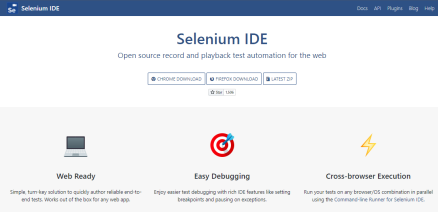 Se Selenium IDE
Docs API Plugins Blog Help
Selenium IDE
Open source record and playback test automation for the web
CHROME DOWNLOAD FIREFOX DOWNLOAD LATEST ZIP
Star
Web Ready
Simple, turn-key solution to quickly author reliable end-to-
end tests. Works out of the box for any web app.
Easy Debugging
Enjoy easier test debugging with rich IDE features like setting
breakpoints and pausing on exceptions.
Cross-browser Execution
Run your tests on any browser/OS combination in parallel
using the Command-line Runner for Selenium IDE.